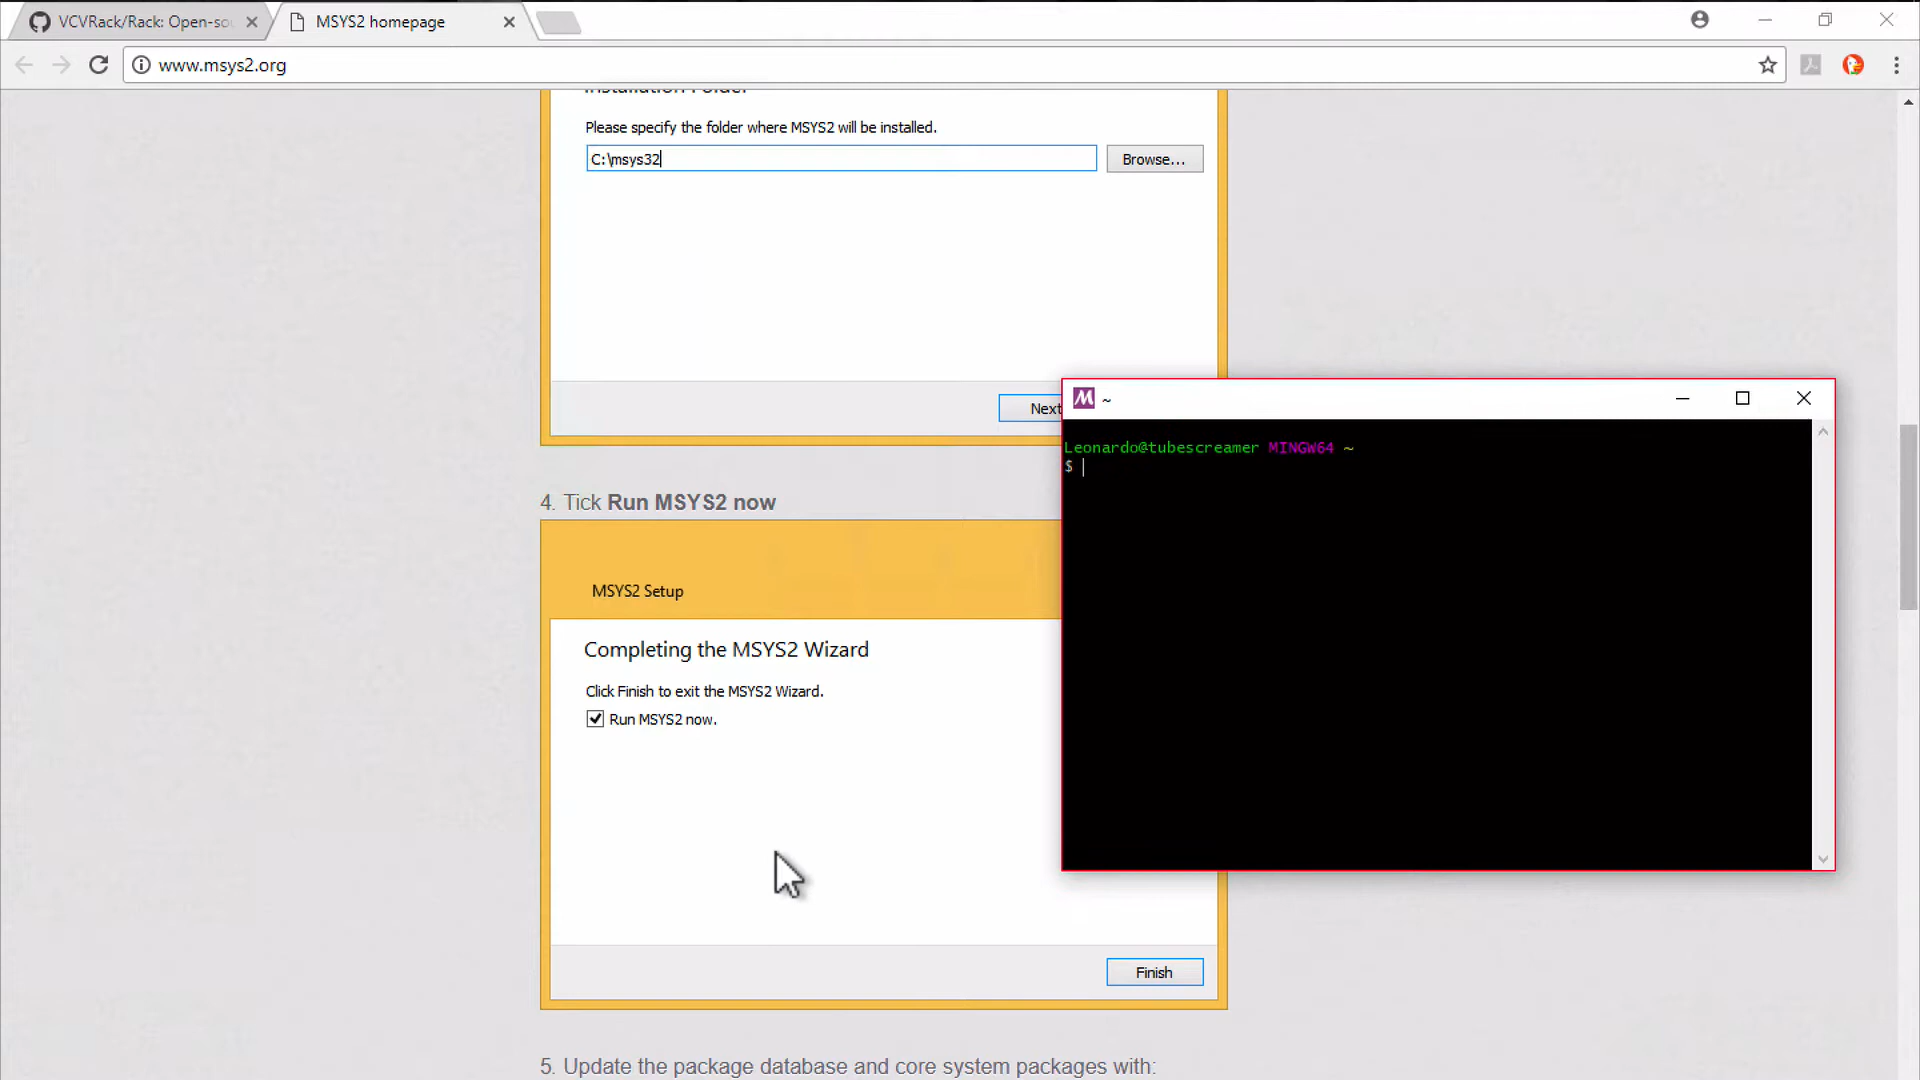 VCVRack/Rack: Open-so
MSYS2 homepage
www.msys2.org
Installation Folder
Please specify the folder where MSYS2 will be installed.
C:\msys32
Browse...
Next
~
Leonardo@tubescreamer MINGW64 ~
$
4. Tick Run MSYS2 now
MSYS2 Setup
Completing the MSYS2 Wizard
Click Finish to exit the MSYS2 Wizard.
Run MSYS2 now.
Finish
5. Update the package database and core system packages with: